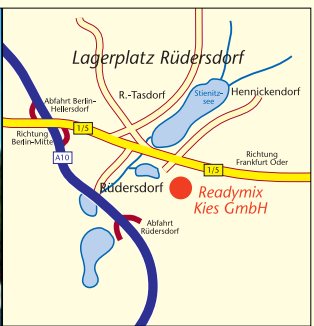 Lagerplatz Rüdersdorf
R.-Tasdorf
Stienitz-
see
Hennickendorf
Abfahrt Berlin-
Hellersdorf
1/5
Richtung
Berlin-Mitte
A10
Richtung
Frankfurt Oder
1/5
Rüdersdorf
Readymix
Kies GmbH
Abfahrt
Rüdersdorf